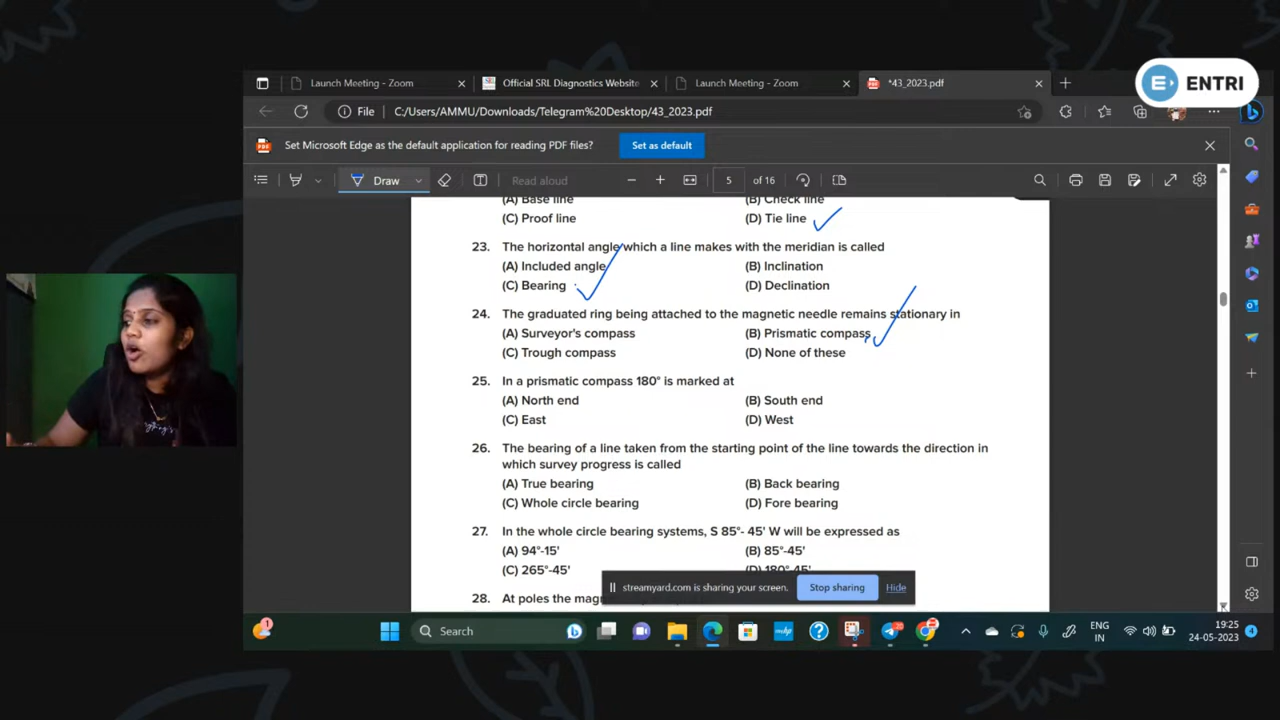 ENTRI
Launch Meeting - Zoom
Official SRL Diagnostics Website
Launch Meeting - Zoom
*43_2023.pdf
File C:/Users/AMMU/Downloads/Telegram%20Desktop/43_2023.pdf
Set Microsoft Edge as the default application for reading PDF files? Set as default
Draw Read aloud 5 of 16
(A) Base line (B) Check line
(C) Proof line (D) Tie line
23. The horizontal angle which a line makes with the meridian is called
(A) Included angle (B) Inclination
(C) Bearing (D) Declination
24. The graduated ring being attached to the magnetic needle remains stationary in
(A) Surveyor's compass (B) Prismatic compass
(C) Trough compass (D) None of these
25. In a prismatic compass 180° is marked at
(A) North end (B) South end
(C) East (D) West
26. The bearing of a line taken from the starting point of the line towards the direction in
which survey progress is called
(A) True bearing (B) Back bearing
(C) Whole circle bearing (D) Fore bearing
27. In the whole circle bearing systems, S 85°- 45' W will be expressed as
(A) 94°-15' (B) 85°-45'
(C) 265°-45' (D) 180°-45'
streamyard.com is sharing your screen. Stop sharing Hide
28. At poles the
Search
ENG
IN
19:25
24-05-2023